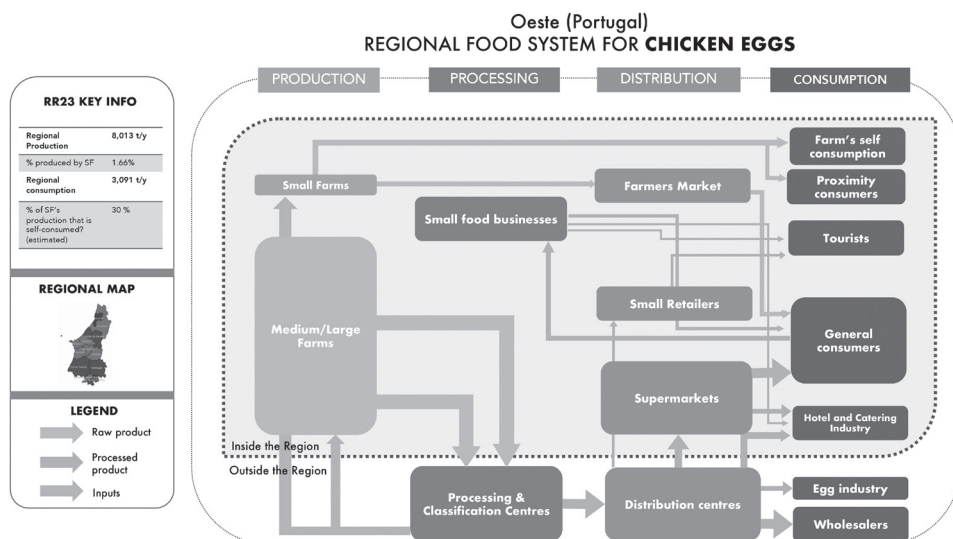 Oeste (Portugal)
REGIONAL FOOD SYSTEM FOR CHICKEN EGGS
PRODUCTION
PROCESSING
DISTRIBUTION
CONSUMPTION
RR23 KEY INFO
Regional Production 8,013 t/y
% produced by SF 1.66%
Regional consumption 3,091 t/y
% of SF's production that is self-consumed? (estimated) 30 %
REGIONAL MAP
LEGEND
Raw product
Processed
product
Inputs
Small Farms
Medium/Large
Farms
Inside the Region
Outside the Region
Small food businesses
Processing &
Classification Centres
Farmers Market
Small Retailers
Supermarkets
Distribution centres
Farm's self
consumption
Proximity
consumers
Tourists
General
consumers
Hotel and Catering
Industry
Egg industry
Wholesalers